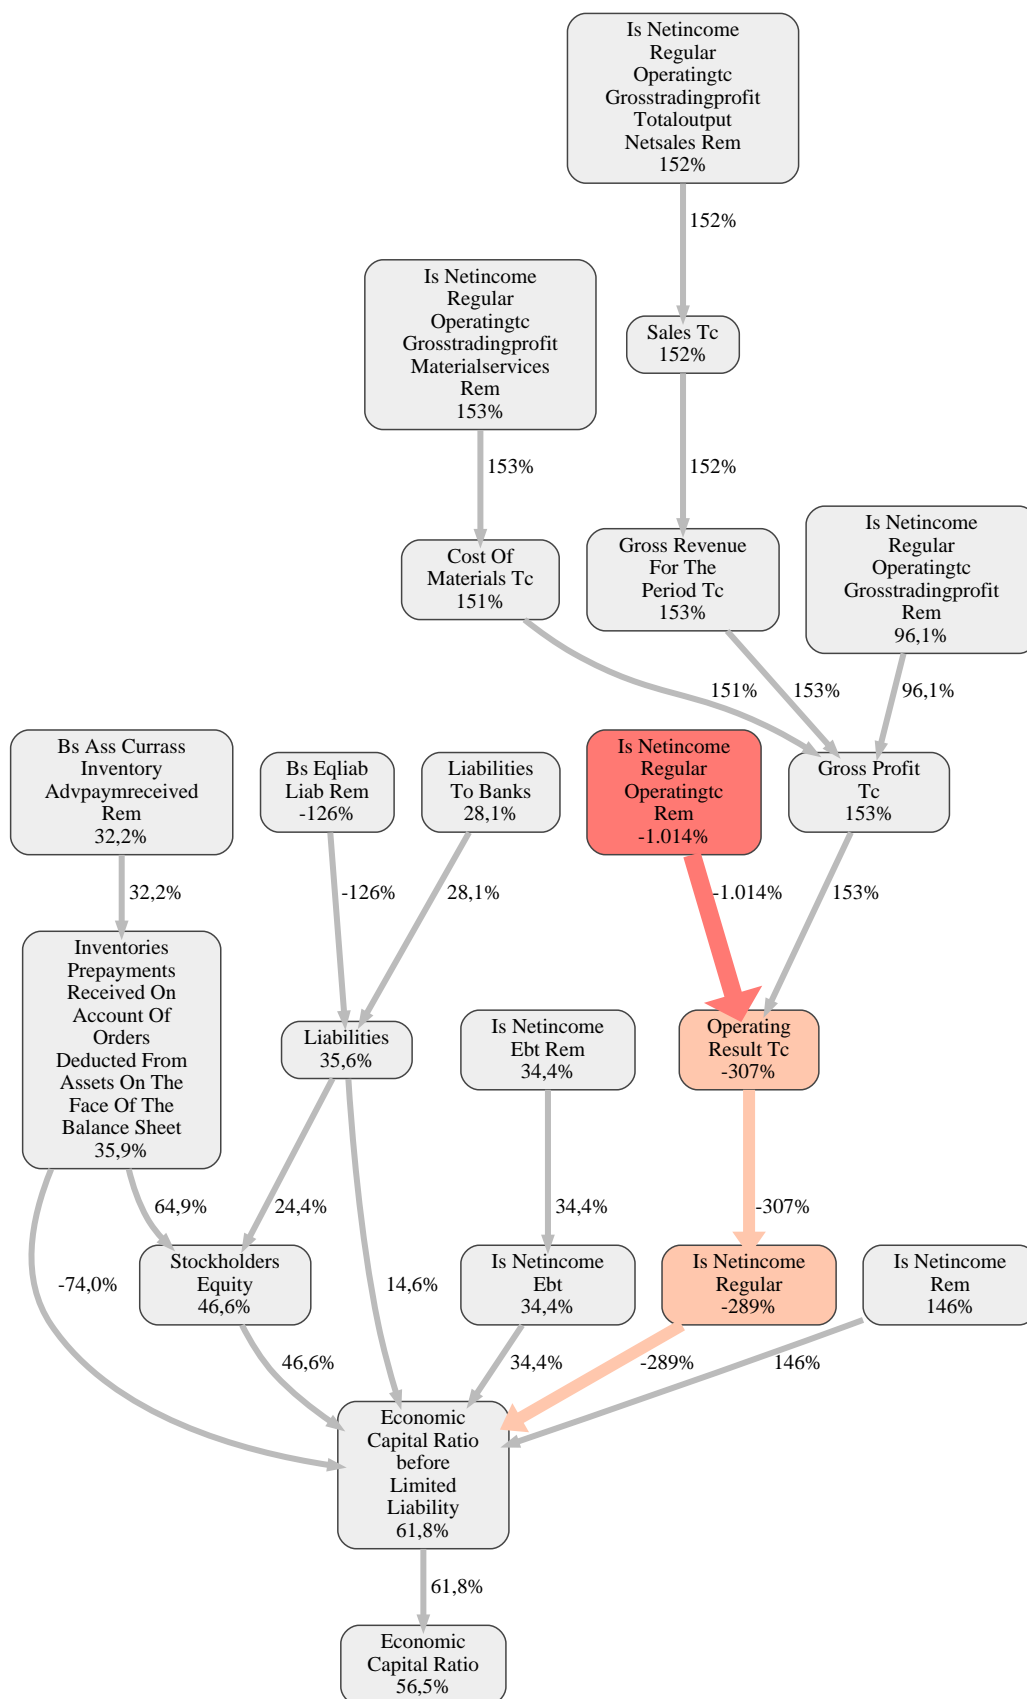 Is Netincome
Regular
Operatingtc
Grosstradingprofit
Totaloutput
Netsales Rem
152%
152%
Is Netincome
Regular
Operatingtc
Grosstradingprofit
Materialservices
Rem
153%
Sales Tc
152%
153%
152%
Is Netincome
Regular
Operatingtc
Grosstradingprofit
Rem
96,1%
Cost Of
Materials Tc
151%
Gross Revenue
For The
Period Tc
153%
151%
153%
96,1%
Bs Ass Currass
Inventory
Advpaymreceived
Rem
32,2%
Bs Eqliab
Liab Rem
-126%
Liabilities
To Banks
28,1%
Is Netincome
Regular
Operatingtc
Rem
-1.014%
Gross Profit
Tc
153%
32,2%
-126%
28,1%
-1.014%
153%
Inventories
Prepayments
Received On
Account Of
Orders
Deducted From
Assets On The
Face Of The
Balance Sheet
35,9%
Liabilities
35,6%
Is Netincome
Ebt Rem
34,4%
Operating
Result Tc
-307%
64,9%
24,4%
34,4%
-307%
-74,0%
Stockholders
Equity
46,6%
14,6%
Is Netincome
Ebt
34,4%
Is Netincome
Regular
-289%
Is Netincome
Rem
146%
46,6%
34,4%
-289%
146%
Economic
Capital Ratio
before
Limited
Liability
61,8%
61,8%
Economic
Capital Ratio
56,5%